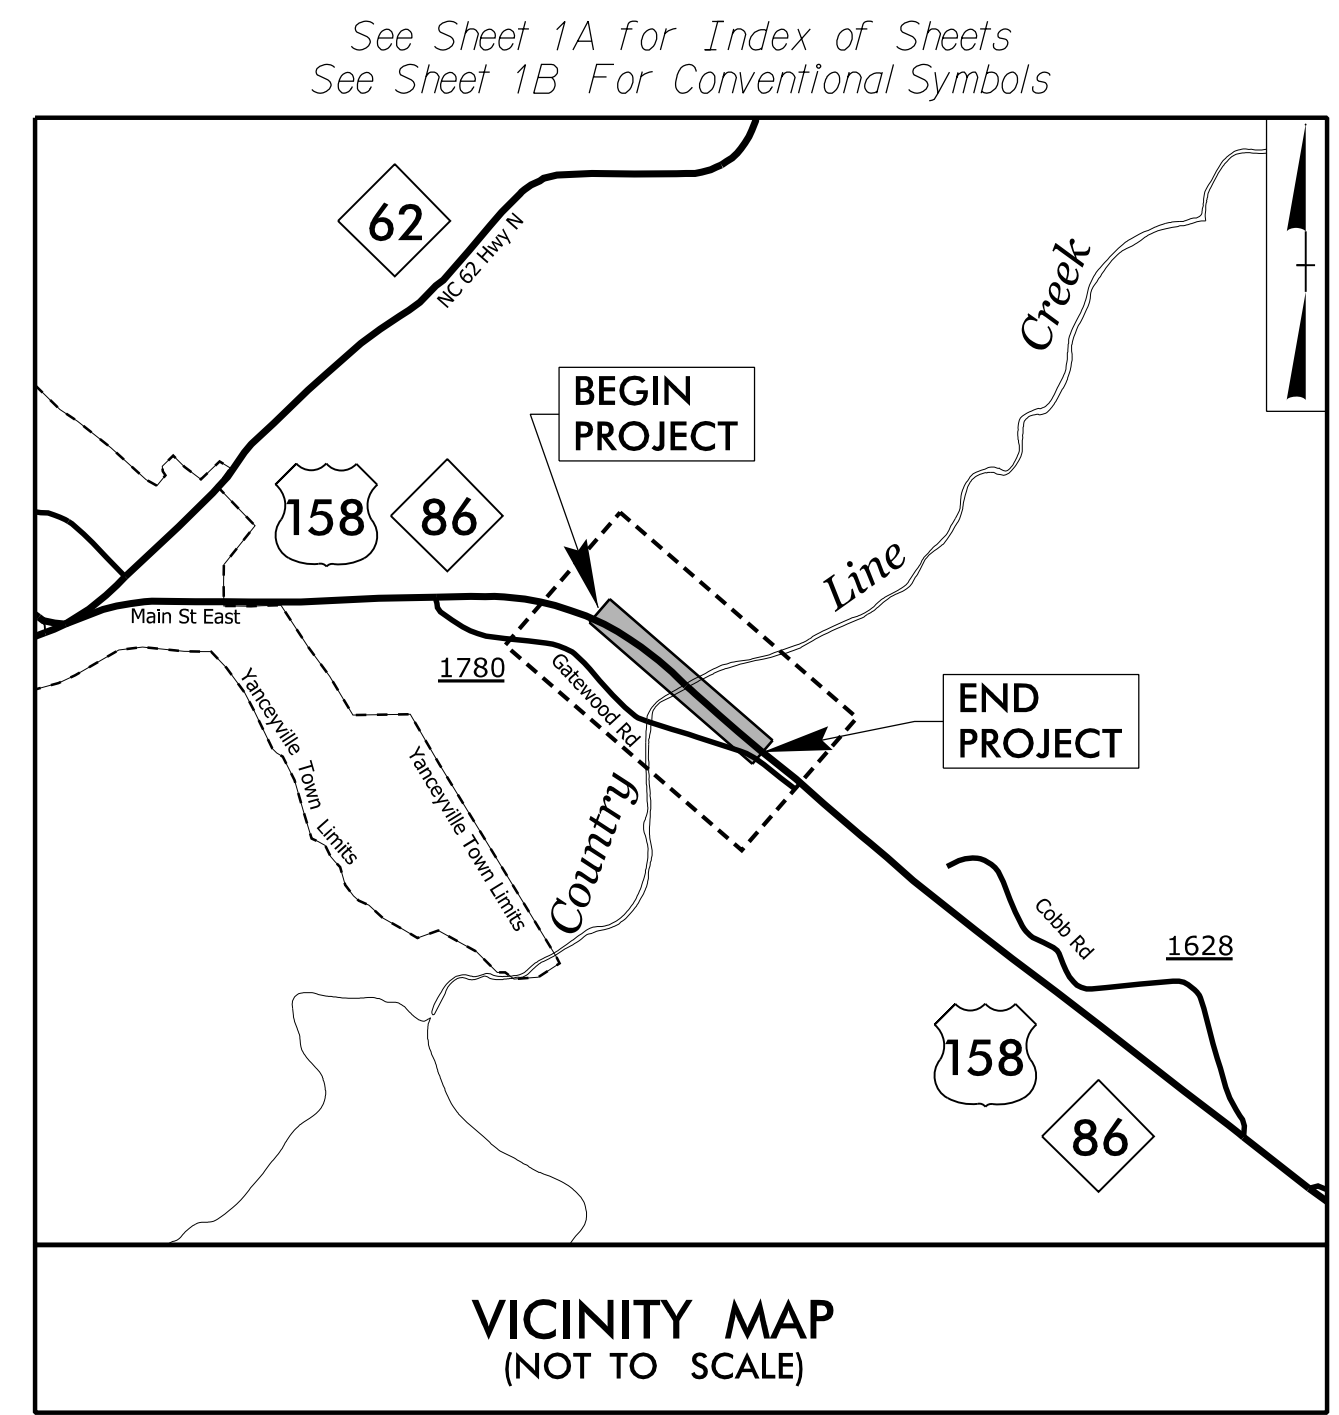 See Sheet 1A for Index of Sheets
See Sheet 1B For Conventional Symbols
62
NC 62 Hwy N
Creek
BEGIN
PROJECT
158
86
Line
Main St East
1780
Gatewood Rd
END
PROJECT
Yanceyville Town Limits
Yanceyville Town Limits
Country
Cobb Rd
1628
158
86
VICINITY MAP
(NOT TO SCALE)